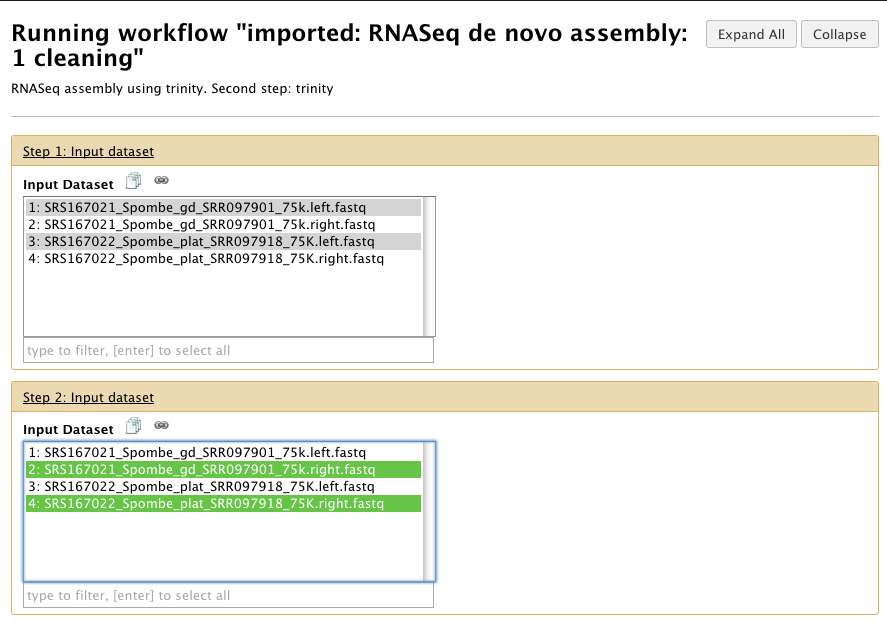 Running workflow "imported: RNASeq de novo assembly:
1 cleaning"
Expand All
Collapse
RNASeq assembly using trinity. Second step: trinity
Step 1: Input dataset
Input Dataset
1: SRS167021_Spombe_gd_SRR097901_75k.left.fastq
2: SRS167021_Spombe_gd_SRR097901_75k.right.fastq
3: SRS167022_Spombe_plat_SRR097918_75K.left.fastq
4: SRS167022_Spombe_plat_SRR097918_75K.right.fastq
type to filter, [enter] to select all
Step 2: Input dataset
Input Dataset
1: SRS167021_Spombe_gd_SRR097901_75k.left.fastq
2: SRS167021_Spombe_gd_SRR097901_75k.right.fastq
3: SRS167022_Spombe_plat_SRR097918_75K.left.fastq
4: SRS167022_Spombe_plat_SRR097918_75K.right.fastq
type to filter, [enter] to select all